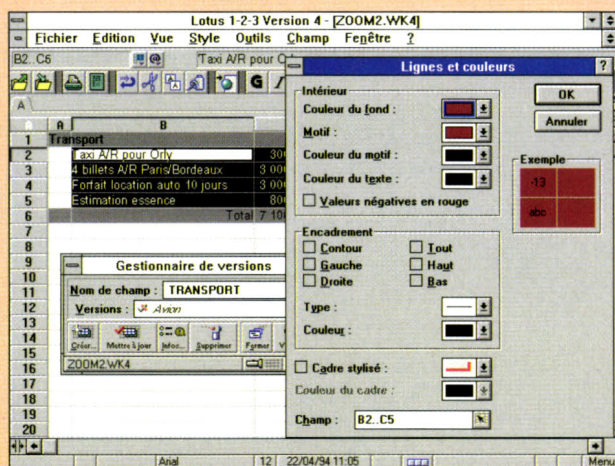 Lotus 1-2-3 Version 4 - [ZOOM2.WK4]
Fichier Edition Vue Style Outils Champ Fenêtre ?
B2..C5 @ 'Taxi A/R pour O
G I
A
A B
1 Transport
2 Taxi A/R pour Orly 300
3 4 billets A/R Paris/Bordeaux 3 000
4 Forfait location auto 10 jours 3 000
5 Estimation essence 800
6 Total 7 100
7
8
9
10
11
12
13
14
15
16
17
18
19
20
Gestionnaire de versions
Nom de champ : TRANSPORT
Versions : Avion
Créer... Mettre à jour Infos... Supprimer Format
ZOOM2.WK4
Lignes et couleurs ?
Intérieur
Couleur du fond :
Motif :
Couleur du motif :
Couleur du texte :
Valeurs négatives en rouge
Encadrement
Contour Tout
Gauche Haut
Droite Bas
Type :
Couleur :
Cadre stylisé :
Couleur du cadre :
Champ : B2..C5
OK
Annuler
Exemple
-13
abc
Arial 12 22/04/94 11:05 Menu